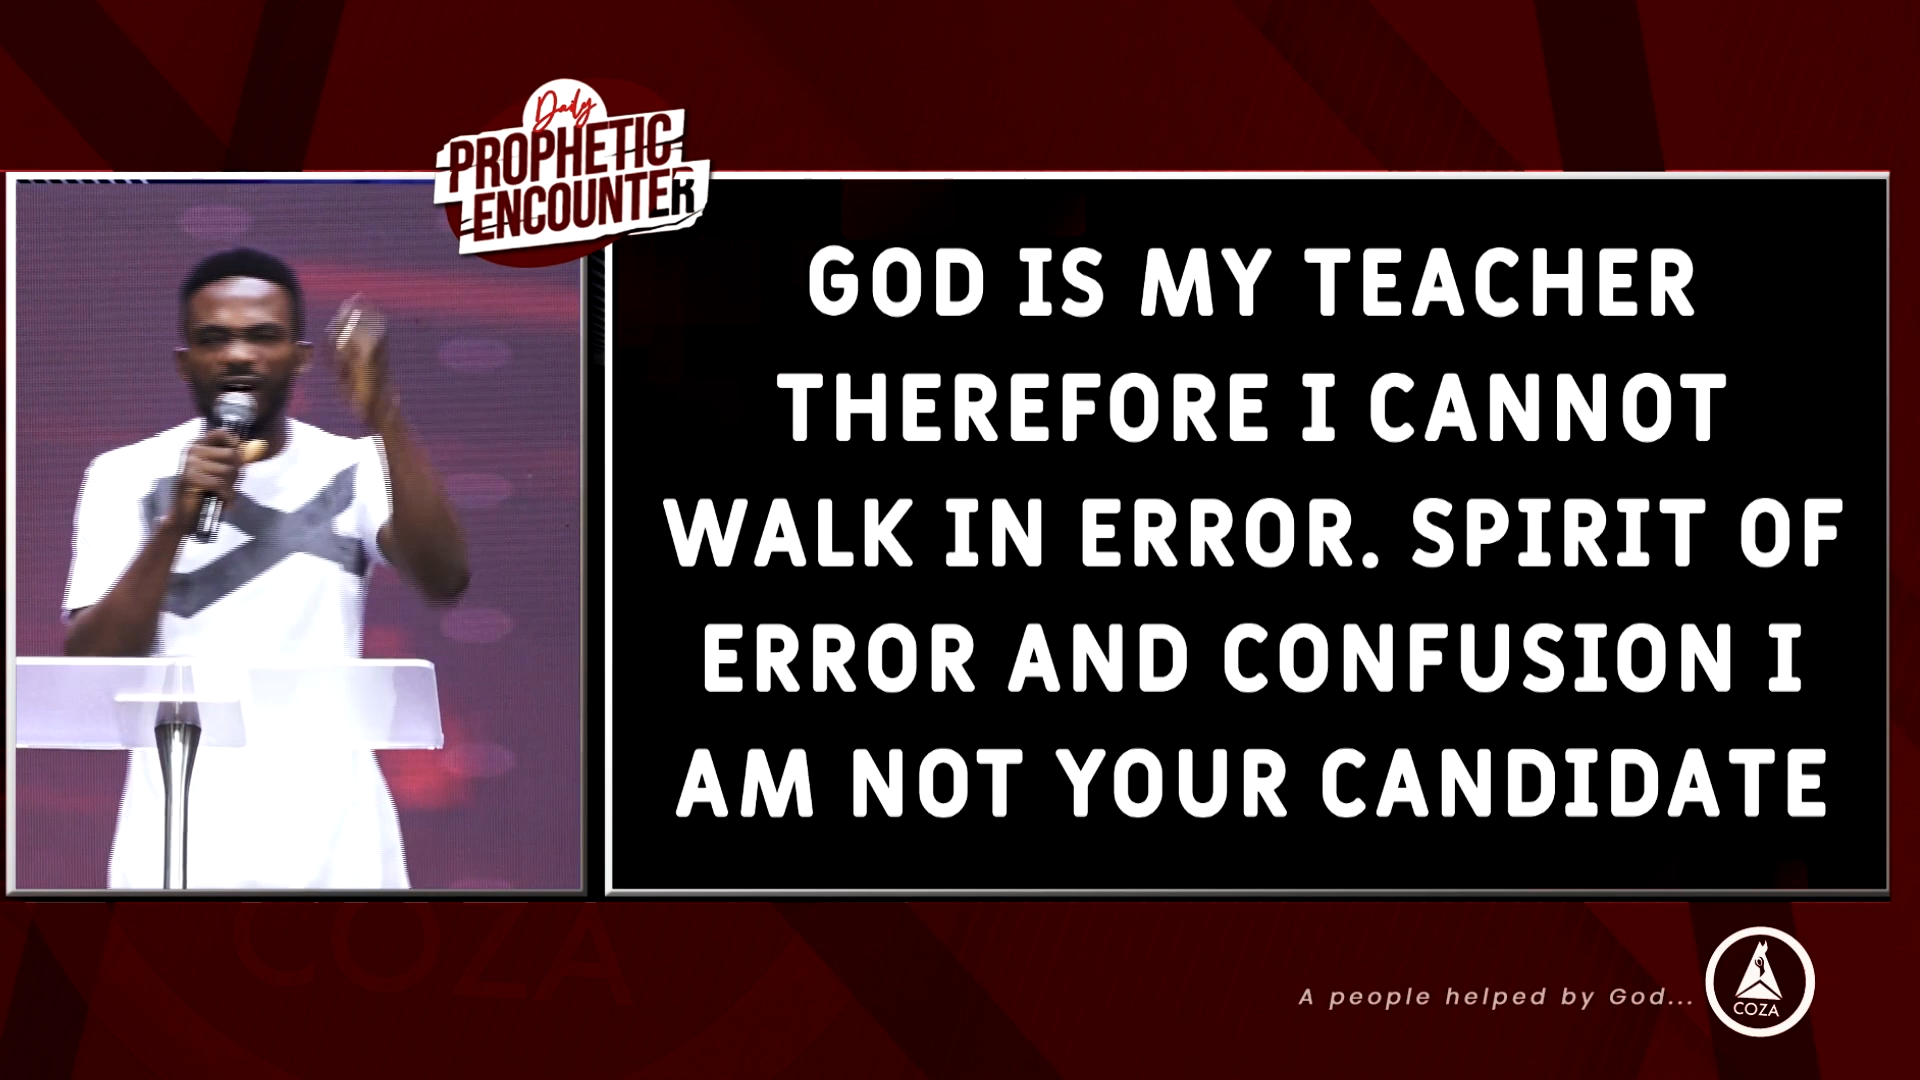 Daily
PROPHETIC
ENCOUNTER
GOD IS MY TEACHER
THEREFORE I CANNOT
WALK IN ERROR. SPIRIT OF
ERROR AND CONFUSION I
AM NOT YOUR CANDIDATE
COZA
A people helped by God...
COZA